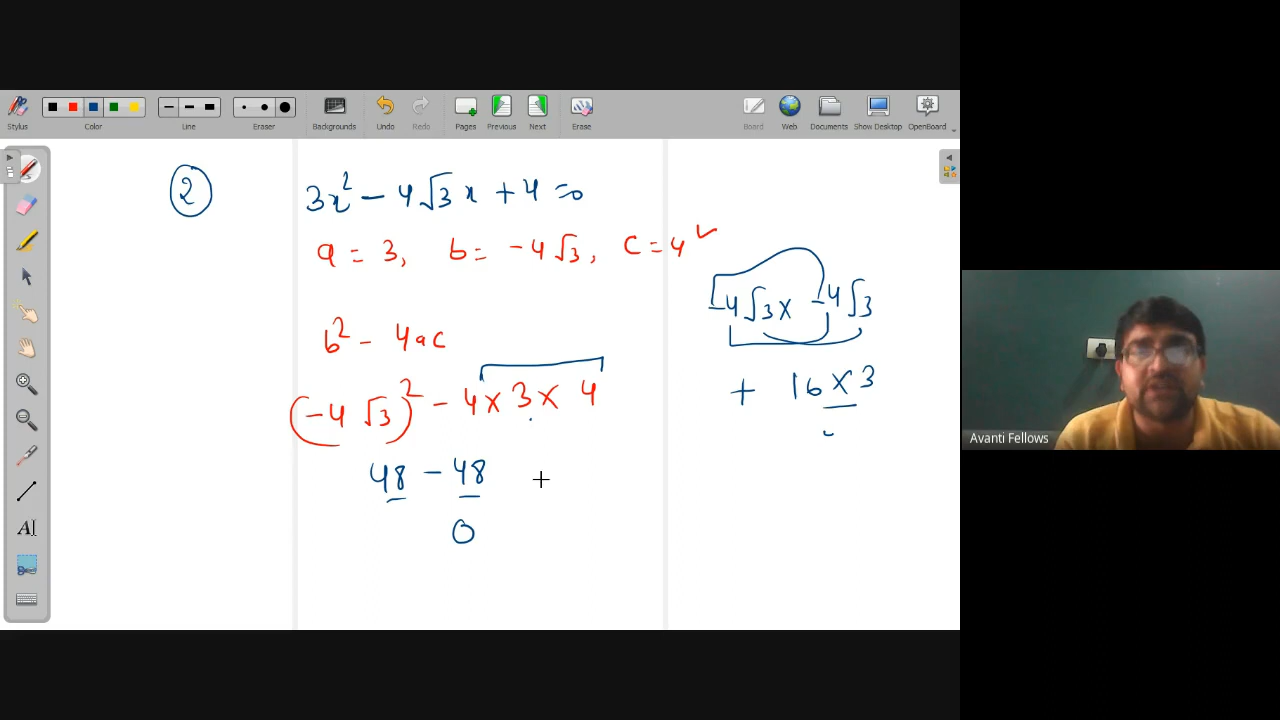 Stylus Color Line Eraser Backgrounds Undo Redo Pages Previous Next Erase Board Web Documents Show Desktop OpenBoard
② 3x² - 4√3x + 4 = 0
a = 3, b = -4√3, c = 4 ✓
-4√3 x -4√3
b² - 4ac
+ 16 x 3
(-4√3)² - 4 x 3 x 4
Avanti Fellows
48 - 48
0
A